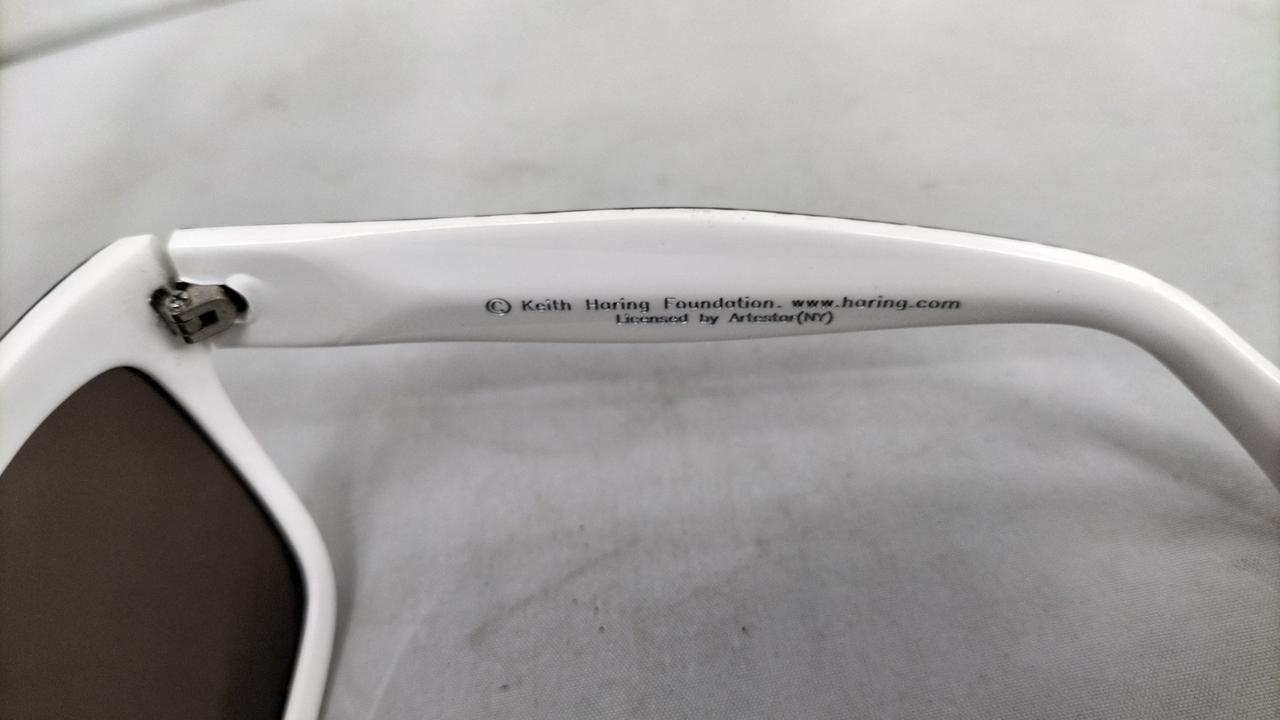 © Keith Haring Foundation. www.haring.com
Licensed by Artestar(NY)